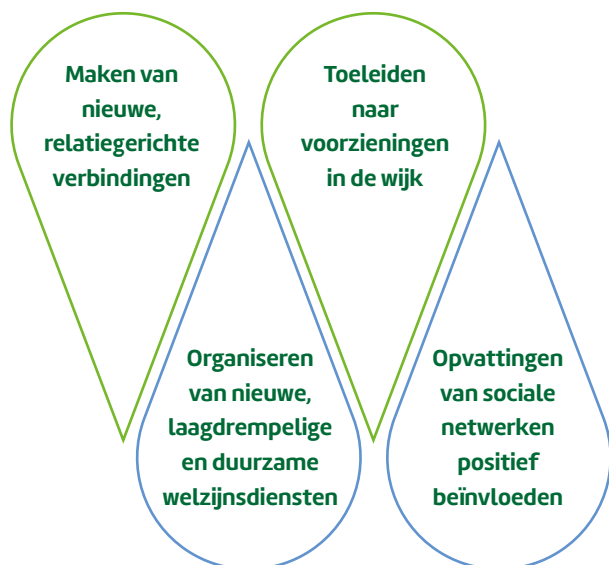 Maken van
nieuwe,
relatiegerichte
verbindingen
Toeleiden
naar
voorzieningen
in de wijk
Organiseren
van nieuwe,
laagdrempelige
en duurzame
welzijnsdiensten
Opvattingen
van sociale
netwerken
positief
beïnvloeden